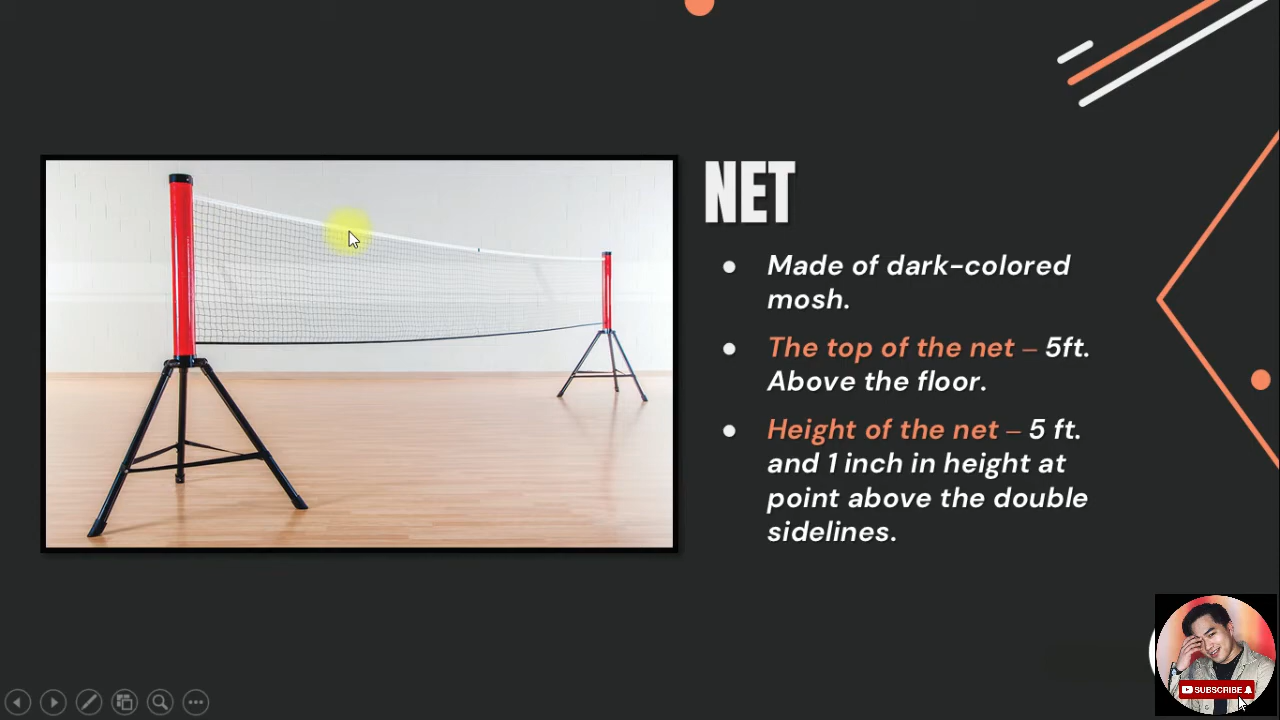 NET
Made of dark-colored
mosh.
The top of the net – 5ft.
Above the floor.
Height of the net – 5 ft.
and 1 inch in height at
point above the double
sidelines.
SUBSCRIBE